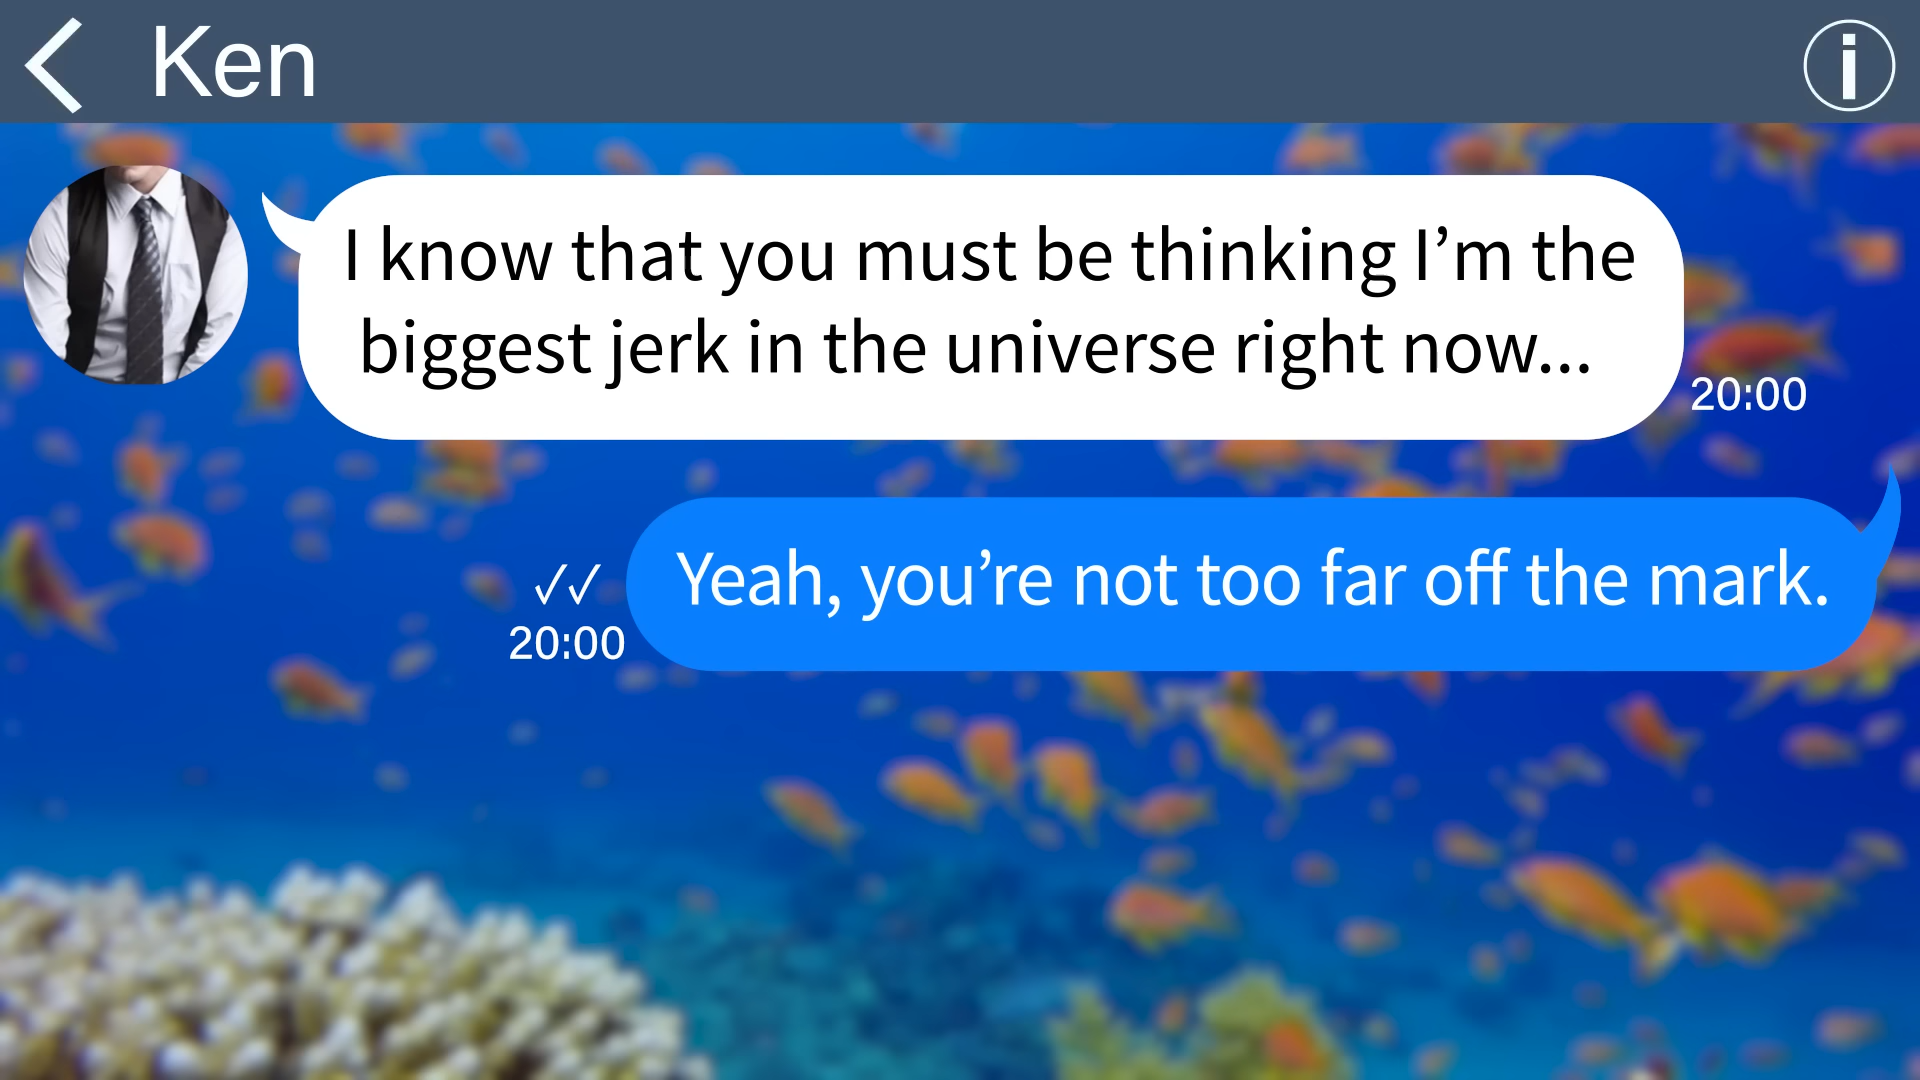 Ken
I know that you must be thinking I’m the
biggest jerk in the universe right now...
20:00
Yeah, you’re not too far off the mark.
✓✓
20:00